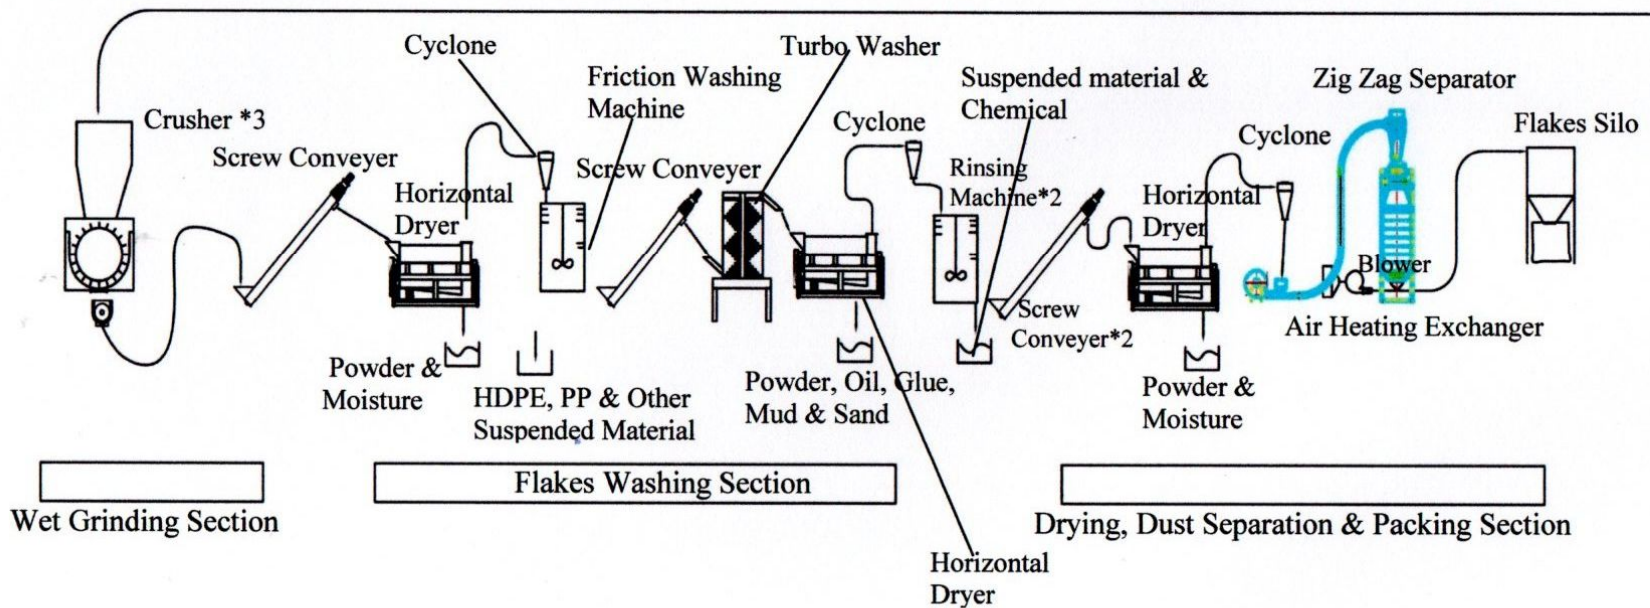 Cyclone
Turbo Washer
Friction Washing
Machine
Suspended material &
Chemical
Zig Zag Separator
Crusher *3
Cyclone
Cyclone
Flakes Silo
Screw Conveyer
Screw Conveyer
Rinsing
Machine*2
Horizontal
Dryer
Horizontal
Dryer
Blower
Screw
Conveyer*2
Air Heating Exchanger
Powder &
Moisture
HDPE, PP & Other
Suspended Material
Powder, Oil, Glue,
Mud & Sand
Powder &
Moisture
Flakes Washing Section
Wet Grinding Section
Drying, Dust Separation & Packing Section
Horizontal
Dryer